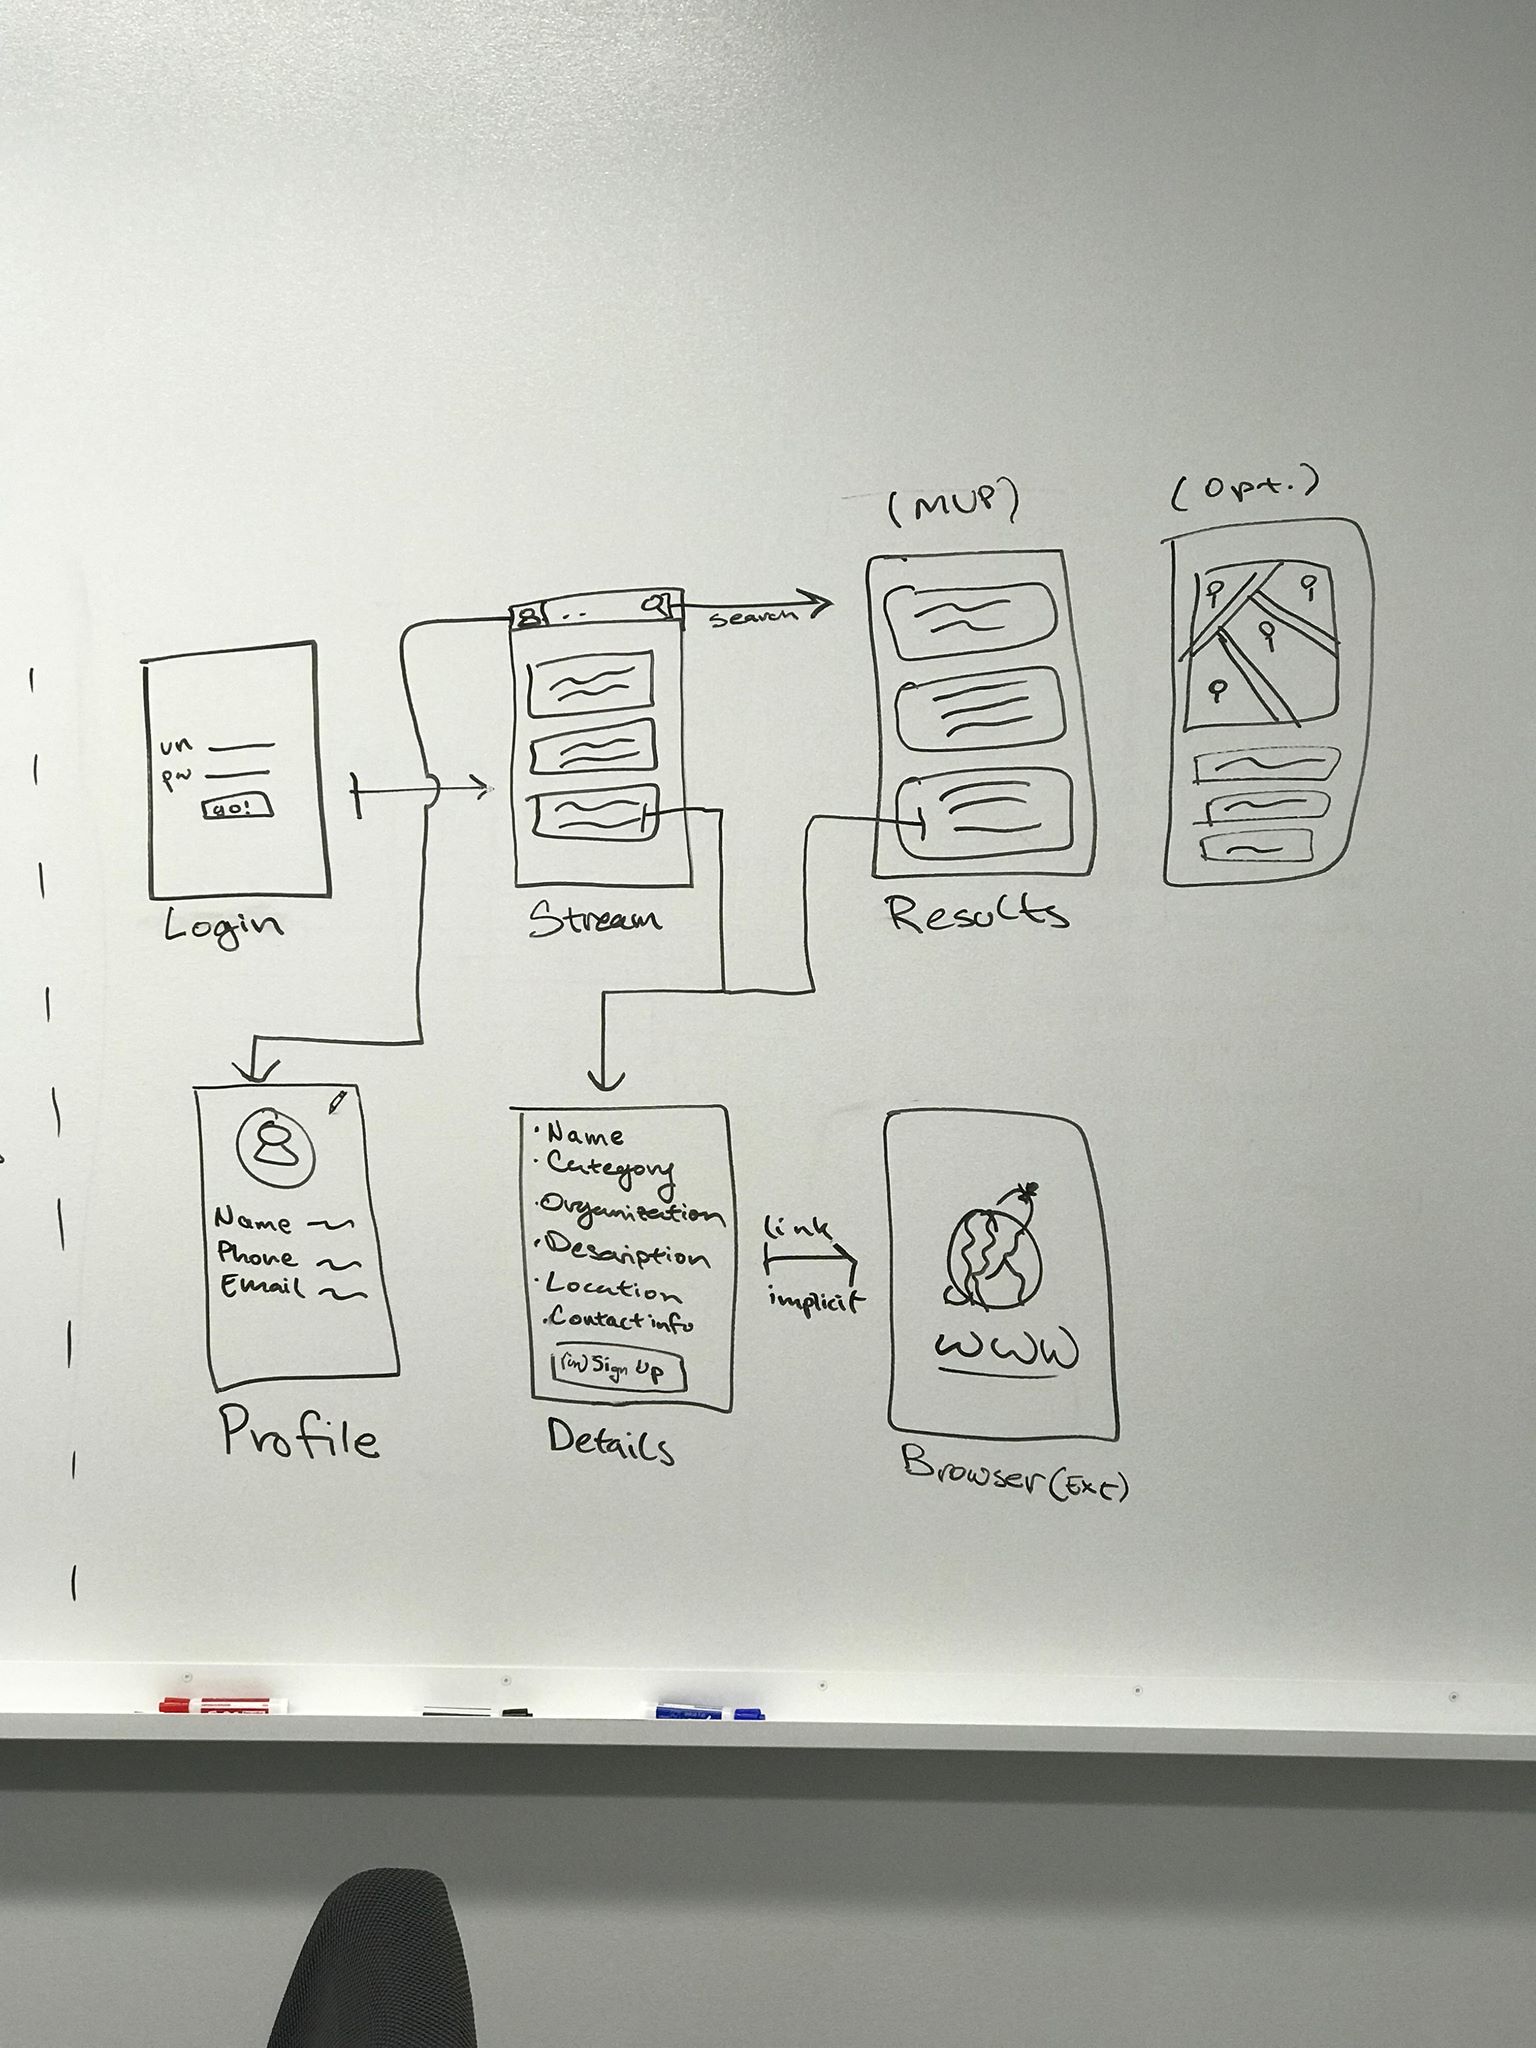 (MVP)
(Opt.)
search
un
pw
go!
Login
Stream
Results
Name
Phone
Email
Profile
· Name
· Category
· Organization
· Description
· Location
· Contact info
Sign Up
Details
link
implicit
WWW
Browser (Ext)